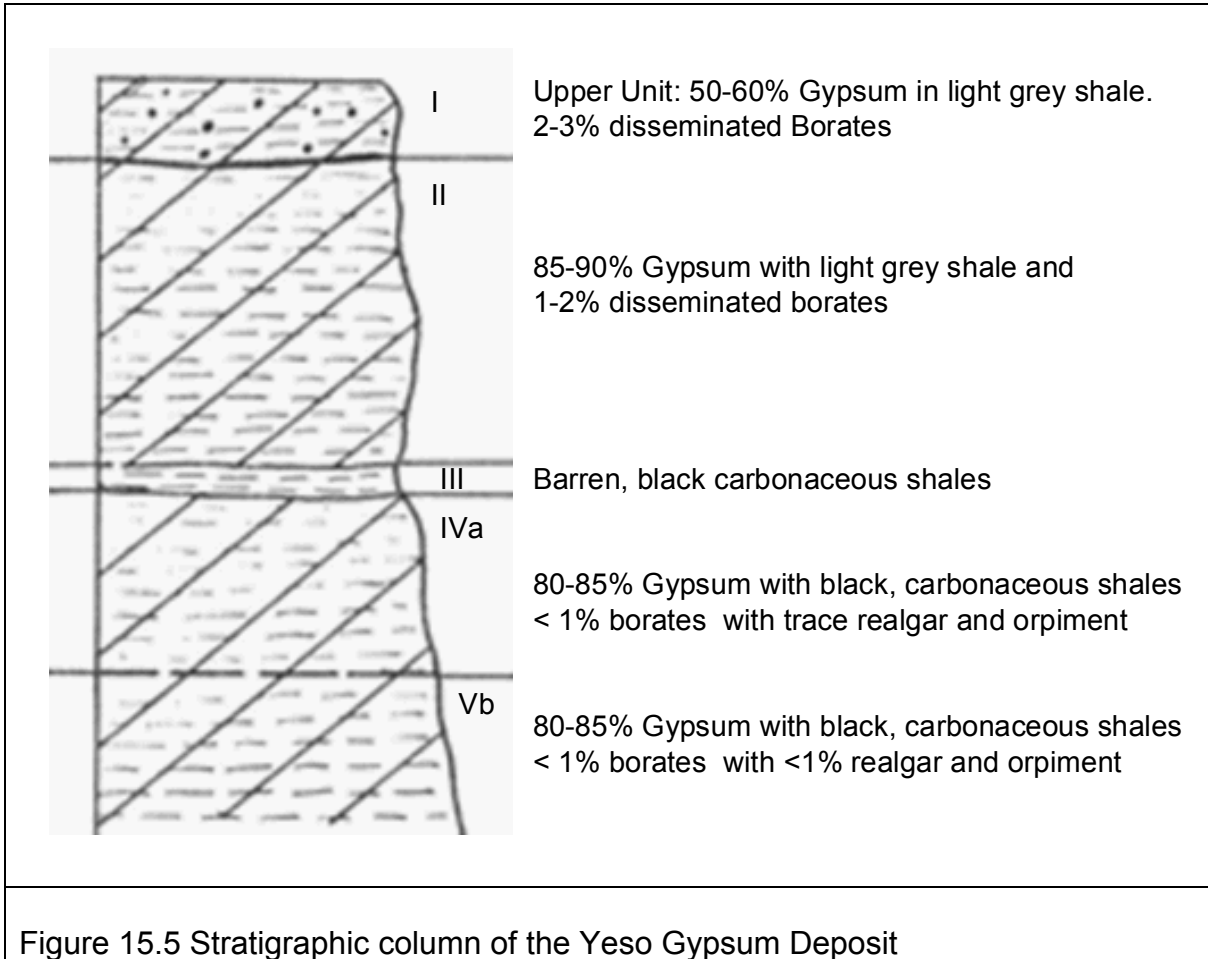 I
Upper Unit: 50-60% Gypsum in light grey shale.
2-3% disseminated Borates
II
85-90% Gypsum with light grey shale and
1-2% disseminated borates
III
Barren, black carbonaceous shales
IVa
80-85% Gypsum with black, carbonaceous shales
< 1% borates with trace realgar and orpiment
Vb
80-85% Gypsum with black, carbonaceous shales
< 1% borates with <1% realgar and orpiment
Figure 15.5 Stratigraphic column of the Yeso Gypsum Deposit